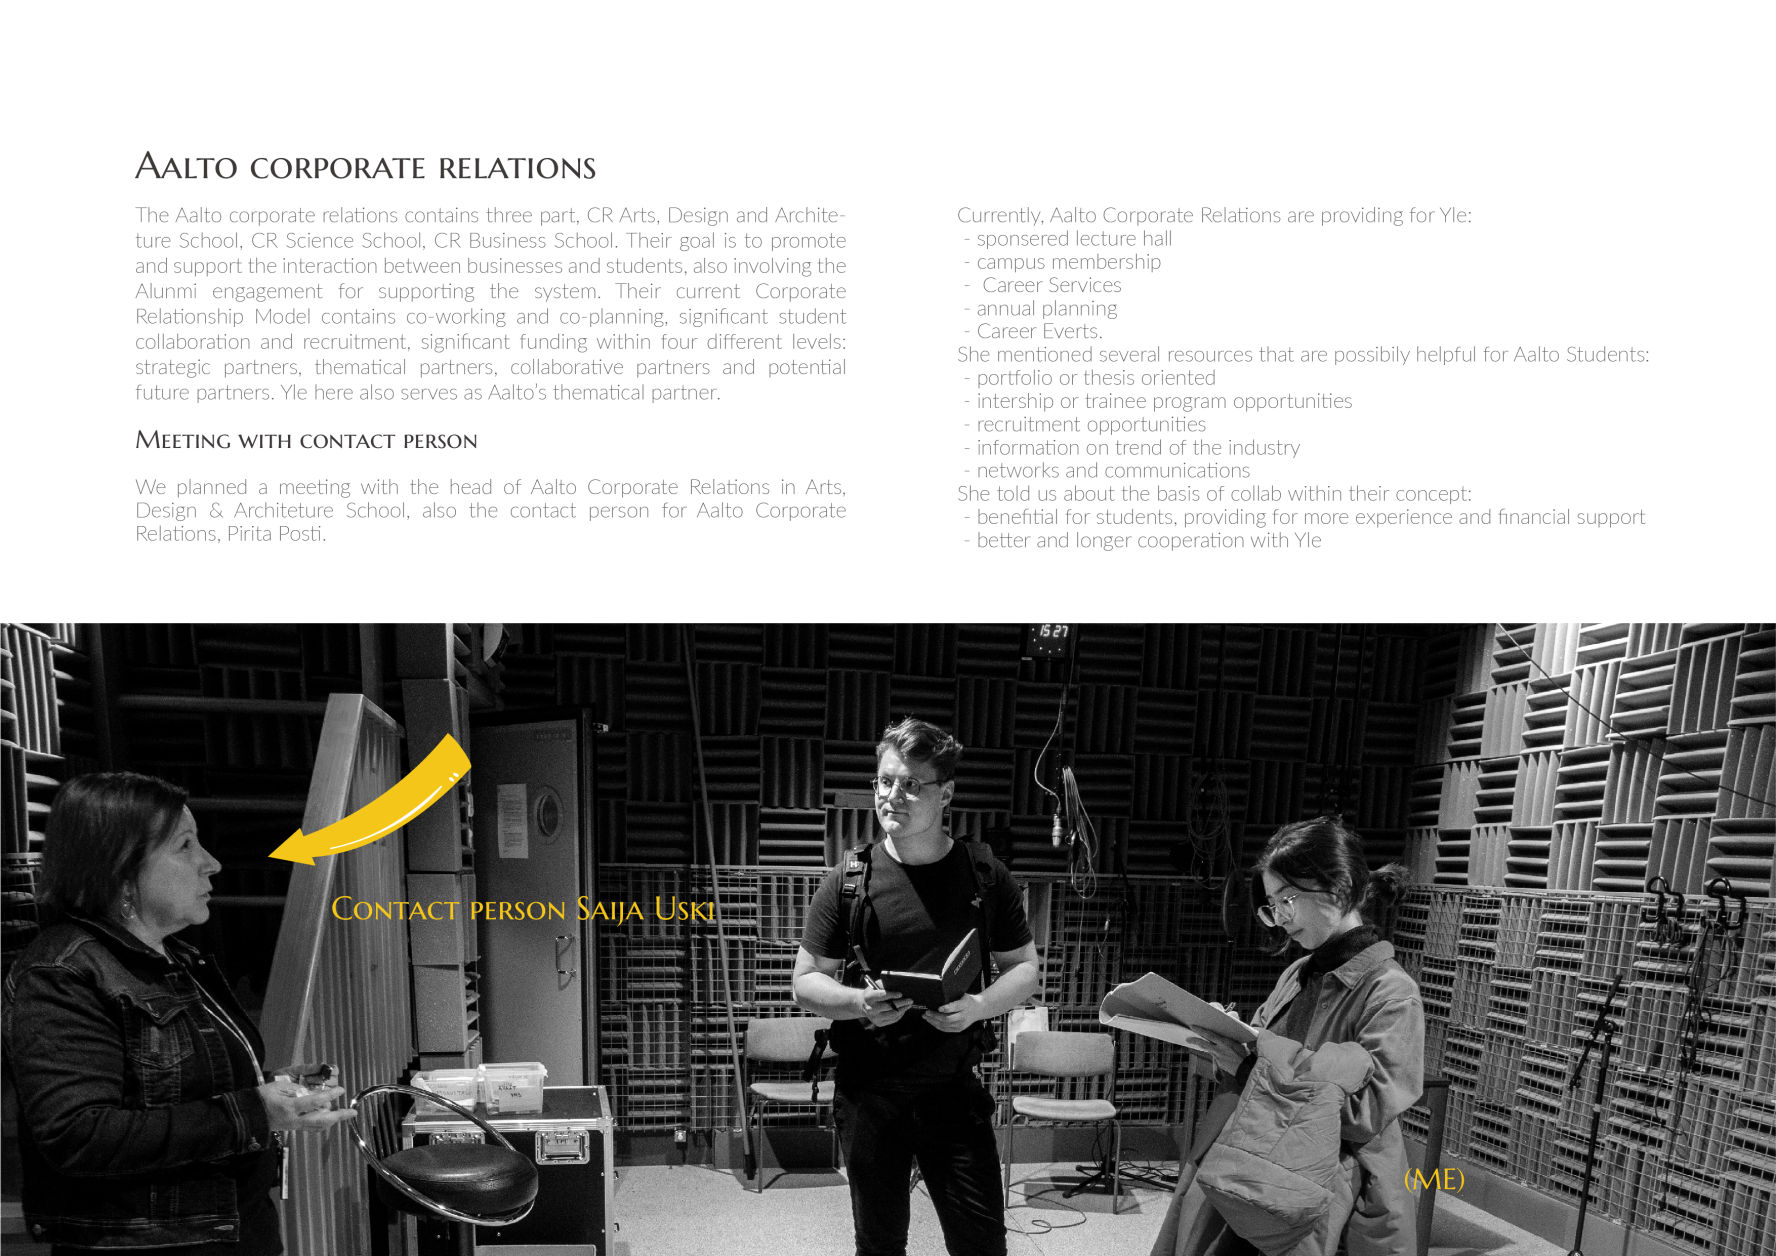 Aalto corporate relations
The Aalto corporate relations contains three part, CR Arts, Design and Archite-
ture School, CR Science School, CR Business School. Their goal is to promote
and support the interaction between businesses and students, also involving the
Alunmi engagement for supporting the system. Their current Corporate
Relationship Model contains co-working and co-planning, significant student
collaboration and recruitment, significant funding within four different levels:
strategic partners, thematical partners, collaborative partners and potential
future partners. Yle here also serves as Aalto's thematical partner.
Meeting with contact person
We planned a meeting with the head of Aalto Corporate Relations in Arts,
Design & Architeture School, also the contact person for Aalto Corporate
Relations, Pirita Posti.
Currently, Aalto Corporate Relations are providing for Yle:
- sponsered lecture hall
- campus membership
- Career Services
- annual planning
- Career Everts.
She mentioned several resources that are possibily helpful for Aalto Students:
- portfolio or thesis oriented
- intership or trainee program opportunities
- recruitment opportunities
- information on trend of the industry
- networks and communications
She told us about the basis of collab within their concept:
- benefitial for students, providing for more experience and financial support
- better and longer cooperation with Yle
15 27
Contact person Saija Uski
(ME)